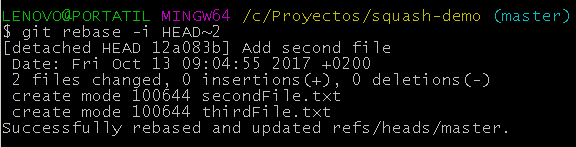 LENOVO@PORTATIL MINGW64 /c/Proyectos/squash-demo (master)
$ git rebase -i HEAD~2
[detached HEAD 12a083b] Add second file
 Date: Fri Oct 13 09:04:55 2017 +0200
 2 files changed, 0 insertions(+), 0 deletions(-)
 create mode 100644 secondFile.txt
 create mode 100644 thirdFile.txt
Successfully rebased and updated refs/heads/master.